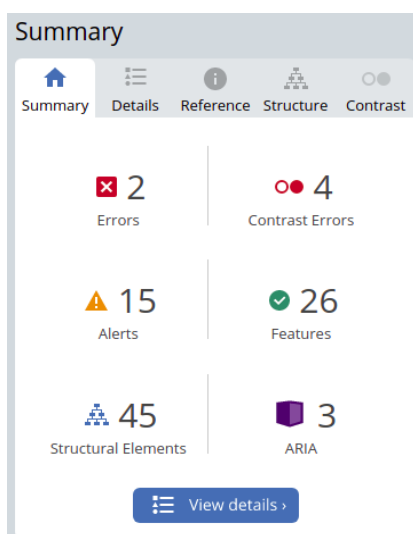 Summary
Summary Details Reference Structure Contrast
2 4
Errors Contrast Errors
15 26
Alerts Features
45 3
Structural Elements ARIA
View details ›